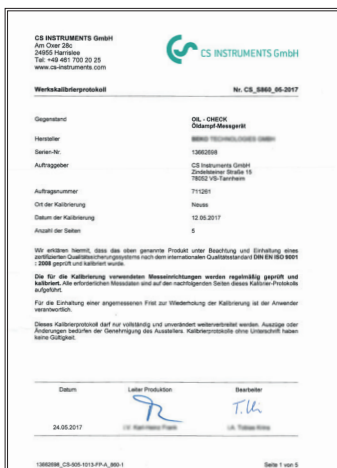 CS INSTRUMENTS GmbH
Am Oxer 28c
24955 Harrislee
Tel: +49 461 700 20 25
www.cs-instruments.com
CS INSTRUMENTS GmbH
Werkskalibrierprotokoll Nr. CS_S860_05-2017
Gegenstand OIL - CHECK
Öldampf-Messgerät
Hersteller
Serien-Nr. 13662698
Auftraggeber CS Instruments GmbH
Zindelsteiner Straße 15
78052 VS-Tannheim
Auftragsnummer 711261
Ort der Kalibrierung Neuss
Datum der Kalibrierung 12.05.2017
Anzahl der Seiten 5
Wir erklären hiermit, dass das oben genannte Produkt unter Beachtung und Einhaltung eines
zertifizierten Qualitätssicherungssystems nach dem internationalen Qualitätsstandard DIN EN ISO 9001
: 2008 geprüft und kalibriert wurde.
Die für die Kalibrierung verwendeten Messeinrichtungen werden regelmäßig geprüft und
kalibriert. Alle erforderlichen Messdaten sind auf den nachfolgenden Seiten dieses Kalibrier-Protokolls
aufgeführt.
Für die Einhaltung einer angemessenen Frist zur Wiederholung der Kalibrierung ist der Anwender
verantwortlich.
Dieses Kalibrierprotokoll darf nur vollständig und unverändert weiterverbreitet werden. Auszüge oder
Änderungen bedürfen der Genehmigung des Ausstellers. Kalibrierprotokolle ohne Unterschrift haben
keine Gültigkeit.
Datum Leiter Produktion Bearbeiter
24.05.2017
13662698_CS-505-1013-FP-A_860-1 Seite 1 von 5